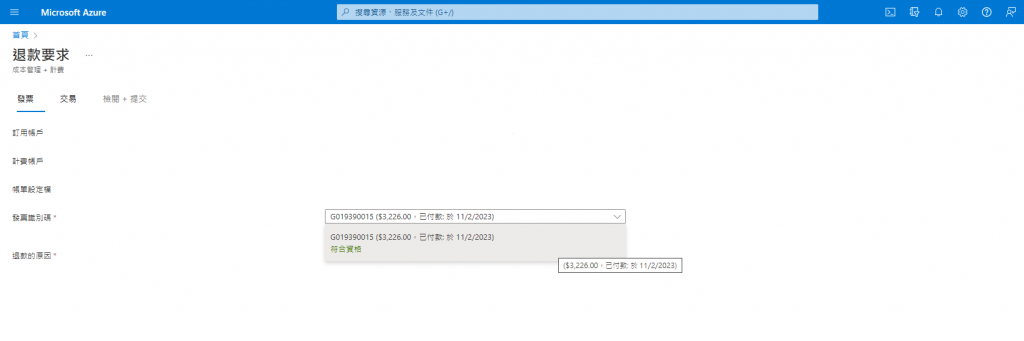 Microsoft Azure
搜尋資源、服務及文件 (G+/)
首頁 >
退款要求 ...
成本管理 + 計費
發票 交易 檢閱 + 提交
訂用帳戶
計費帳戶
帳單設定檔
發票識別碼 *
G019390015 ($3,226.00，已付款: 於 11/2/2023)
G019390015 ($3,226.00，已付款: 於 11/2/2023)
符合資格
退款的原因 *
($3,226.00，已付款: 於 11/2/2023)